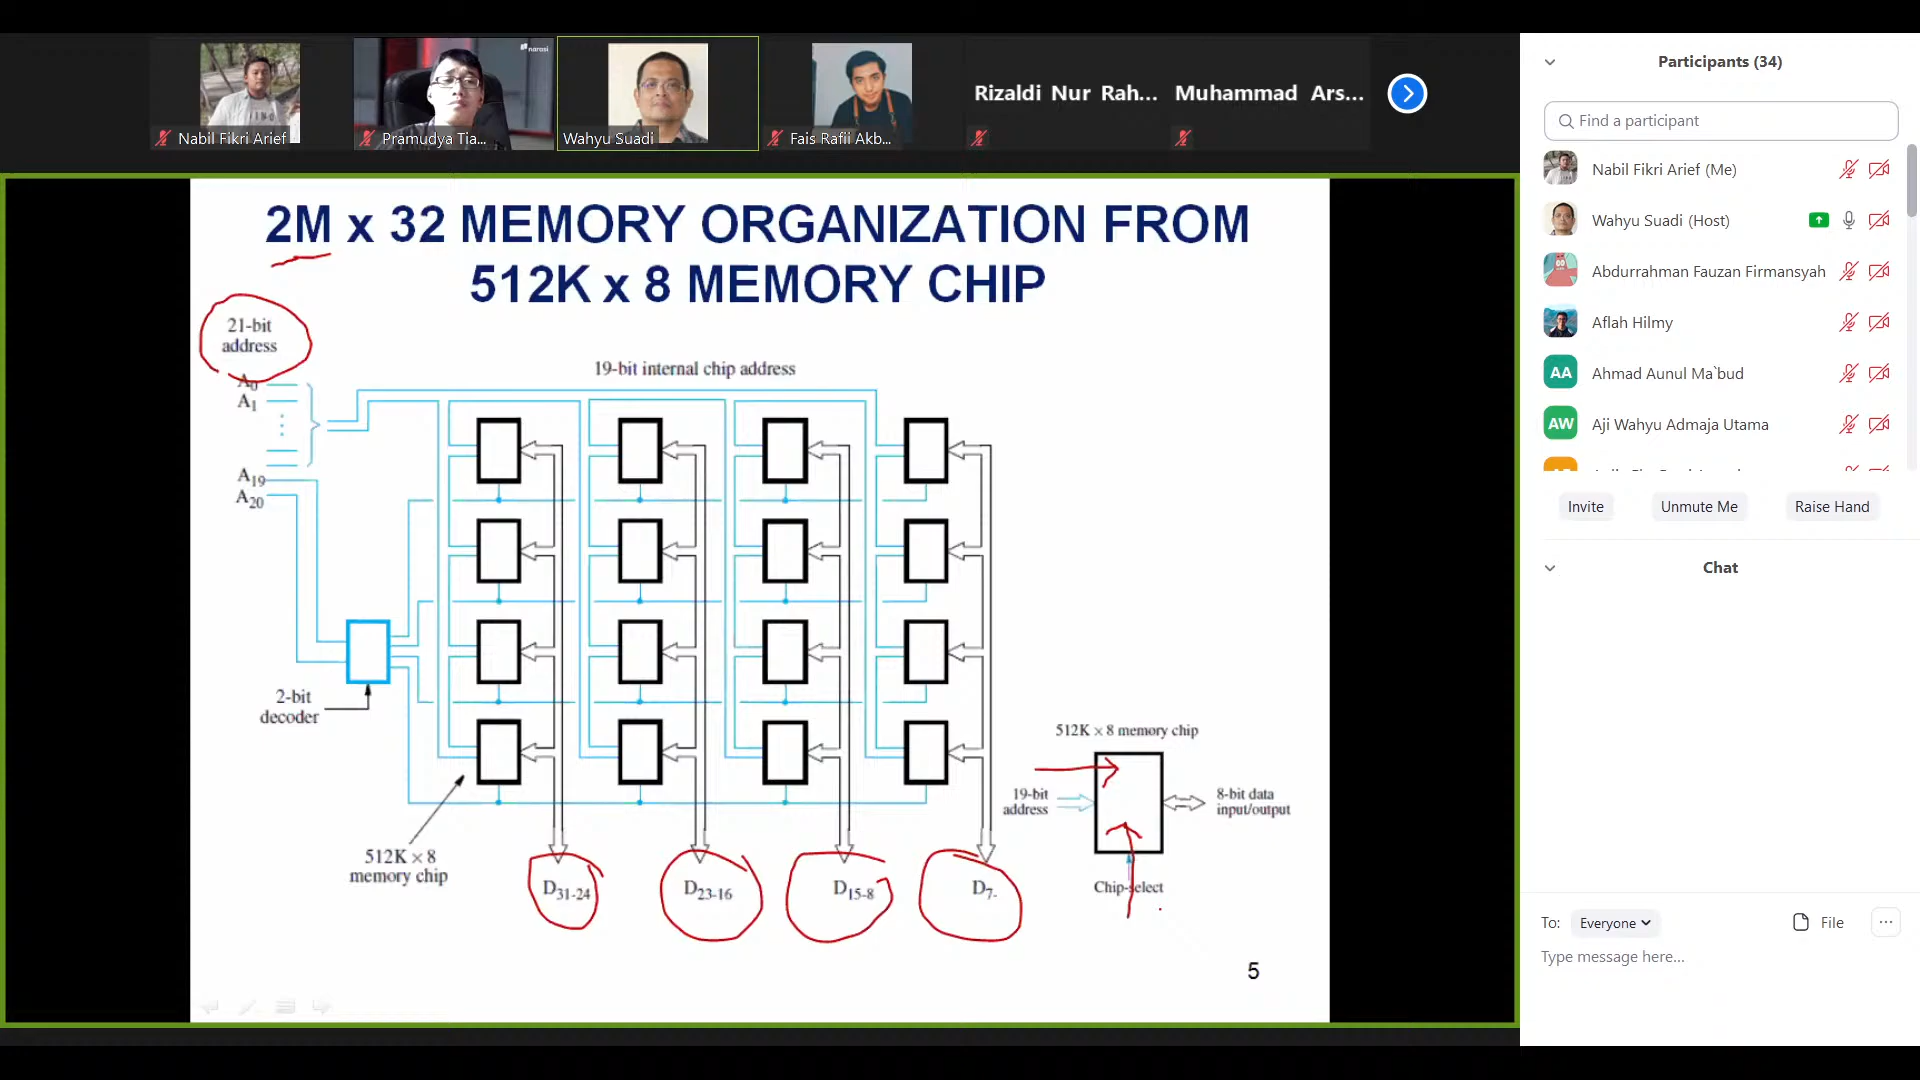 narasi
Nabil Fikri Arief
Pramudya Tia...
Wahyu Suadi
Fais Rafii Akb...
Rizaldi Nur Rah...
Muhammad Ars...
2M x 32 MEMORY ORGANIZATION FROM
512K x 8 MEMORY CHIP
21-bit
address
A0
A1
A19
A20
19-bit internal chip address
2-bit
decoder
512K × 8
memory chip
D31-24
D23-16
D15-8
D7-
512K × 8 memory chip
19-bit
address
8-bit data
input/output
Chip-select
5
Participants (34)
Find a participant
Nabil Fikri Arief (Me)
Wahyu Suadi (Host)
Abdurrahman Fauzan Firmansyah
Aflah Hilmy
AA
Ahmad Aunul Ma`bud
AW
Aji Wahyu Admaja Utama
Invite
Unmute Me
Raise Hand
Chat
To:
Everyone
File
...
Type message here...